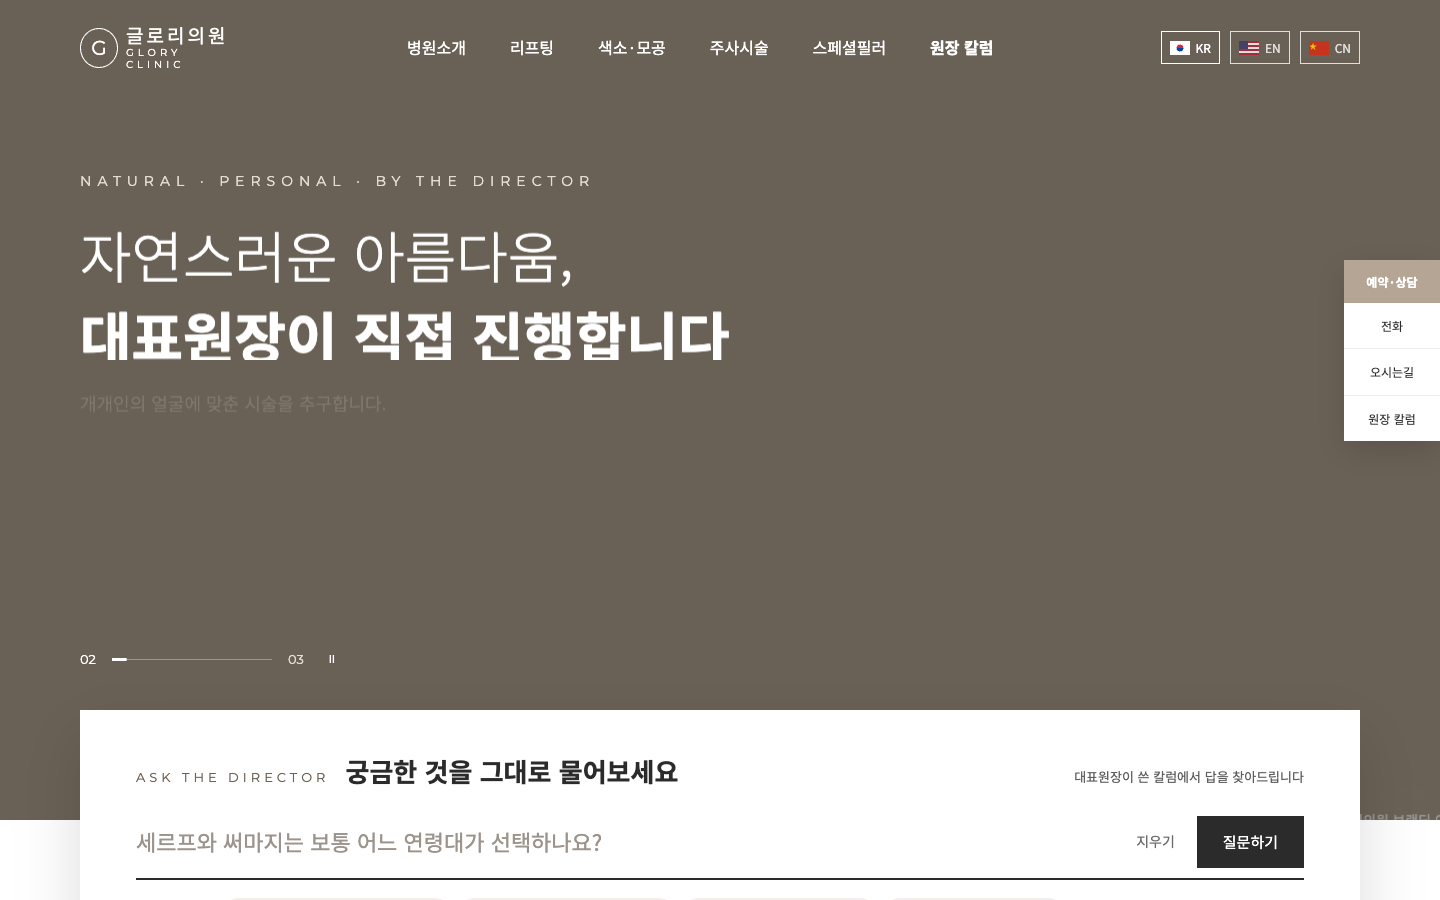 G 글로리의원
GLORY
CLINIC
병원소개 리프팅 색소·모공 주사시술 스페셜필러 원장 칼럼
KR EN CN
NATURAL · PERSONAL · BY THE DIRECTOR
자연스러운 아름다움,
대표원장이 직접 진행합니다
개개인의 얼굴에 맞춘 시술을 추구합니다.
예약·상담
전화
오시는길
원장 칼럼
02 03
ASK THE DIRECTOR 궁금한 것을 그대로 물어보세요
대표원장이 쓴 칼럼에서 답을 찾아드립니다
세르프와 써마지는 보통 어느 연령대가 선택하나요?
지우기 질문하기